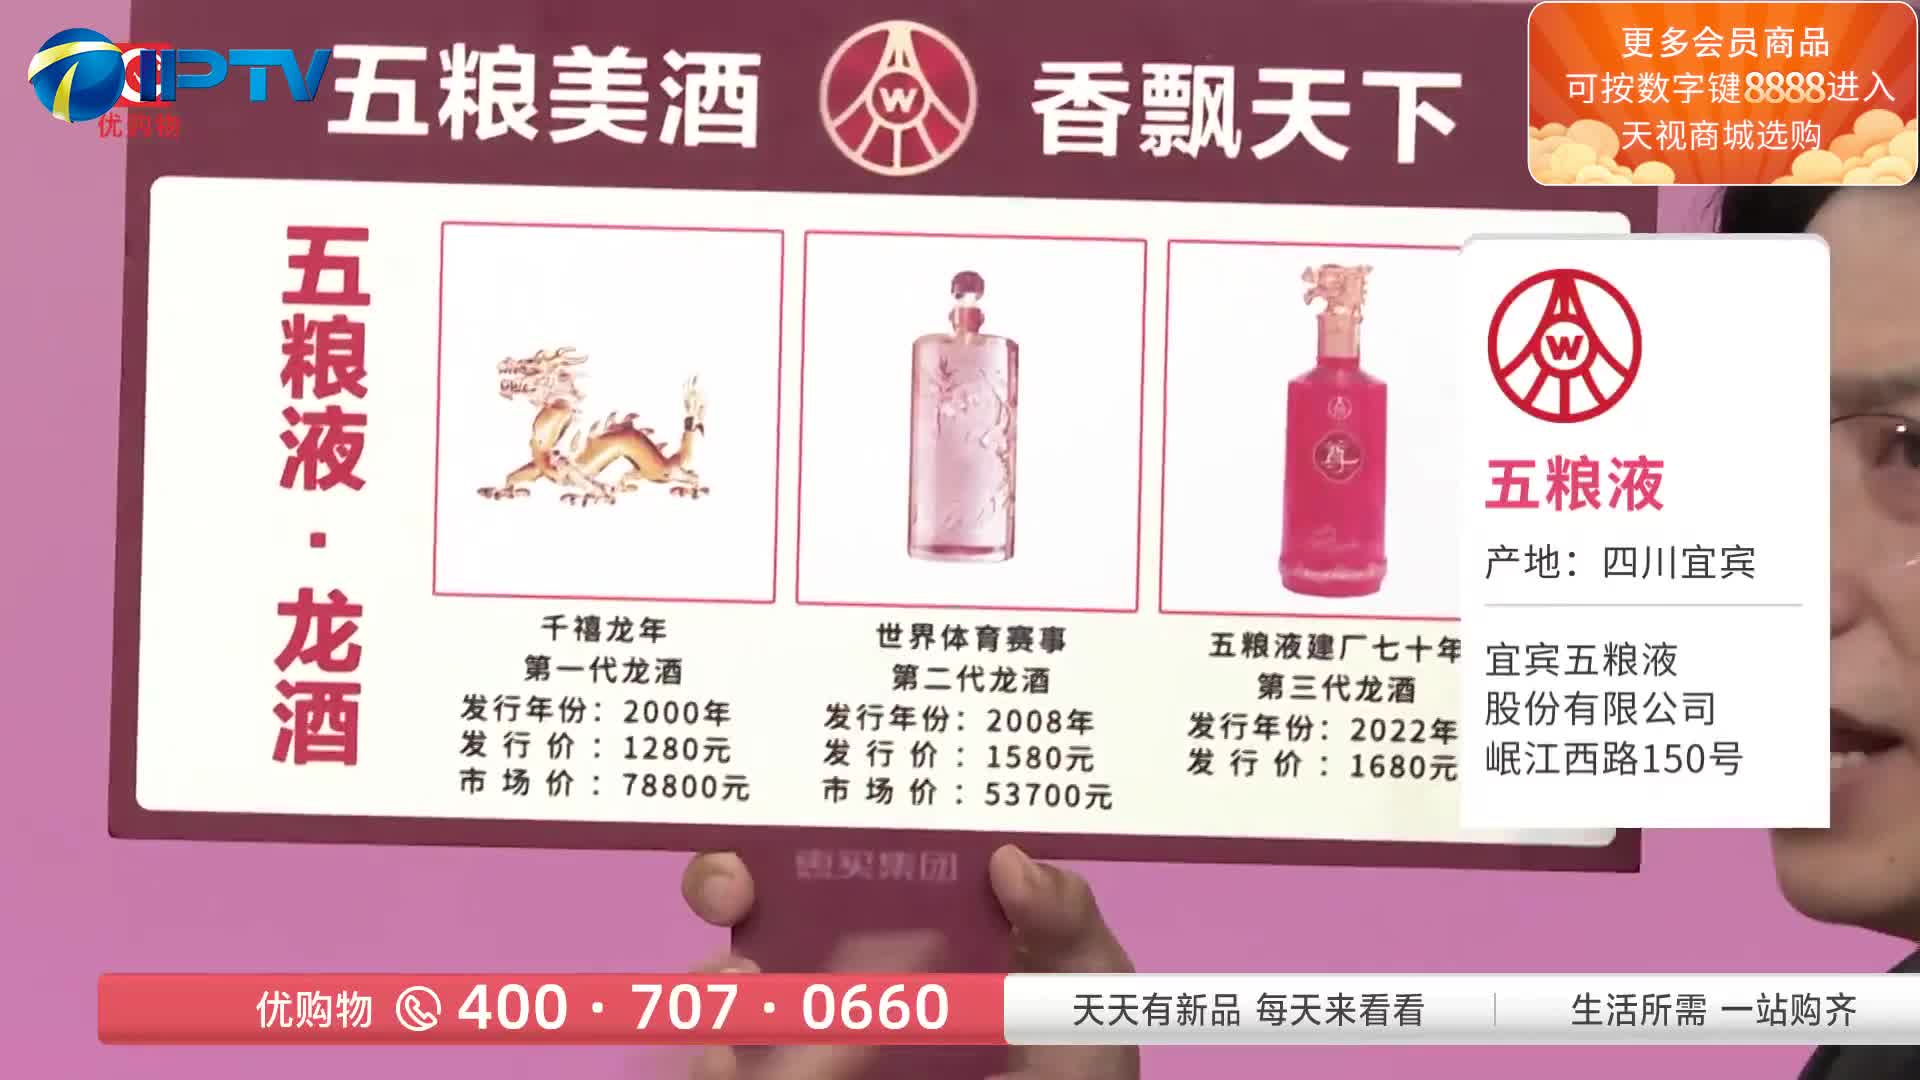 IPTV
优购物
五粮美酒
W
香飘天下
更多会员商品
可按数字键8888进入
天视商城选购
五粮液·龙酒
千禧龙年
第一代龙酒
发行年份：2000年
发行价：1280元
市场价：78800元
世界体育赛事
第二代龙酒
发行年份：2008年
发行价：1580元
市场价：53700元
尊
五粮液建厂七十年
第三代龙酒
发行年份：2022年
发行价：1680元
W
五粮液
产地：四川宜宾
宜宾五粮液
股份有限公司
岷江西路150号
买集团
优购物 400·707·0660
天天有新品 每天来看看
生活所需 一站购齐